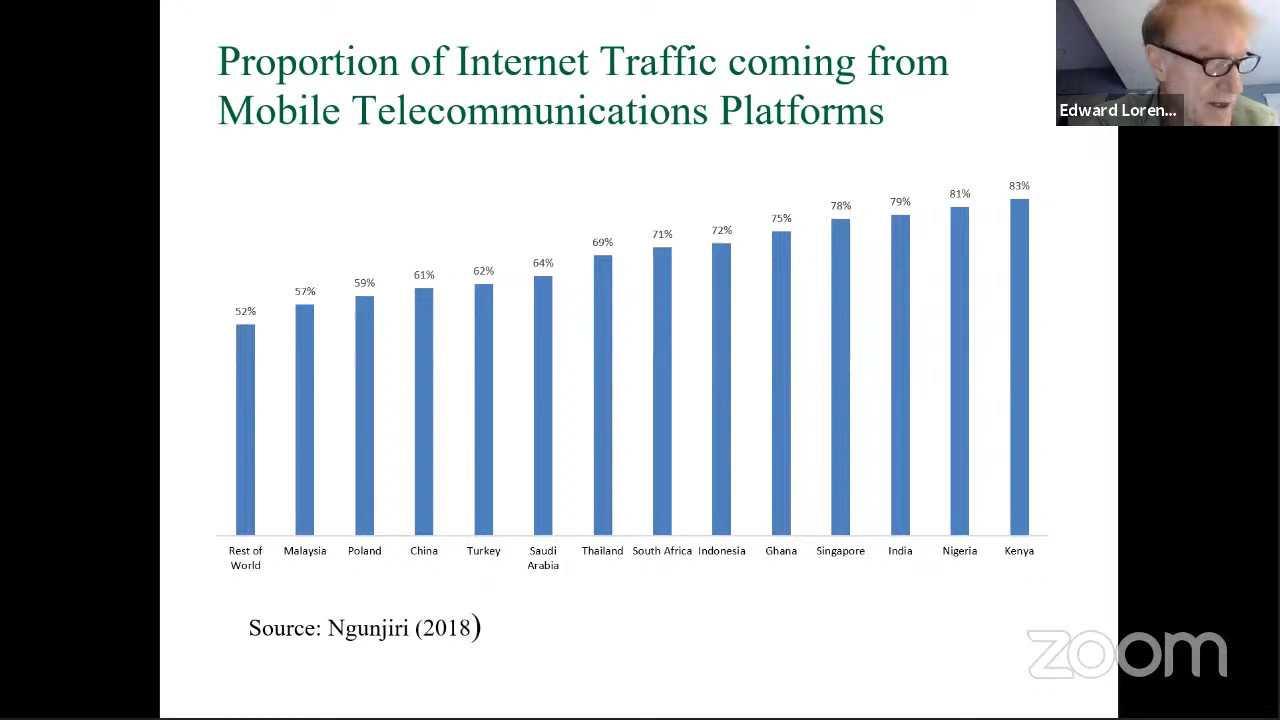 Proportion of Internet Traffic coming from
Mobile Telecommunications Platforms
Edward Loren...
52%
57%
59%
61%
62%
64%
69%
71%
72%
75%
78%
79%
81%
83%
Rest of
World
Malaysia
Poland
China
Turkey
Saudi
Arabia
Thailand
South Africa
Indonesia
Ghana
Singapore
India
Nigeria
Kenya
Source: Ngunjiri (2018)
zoom